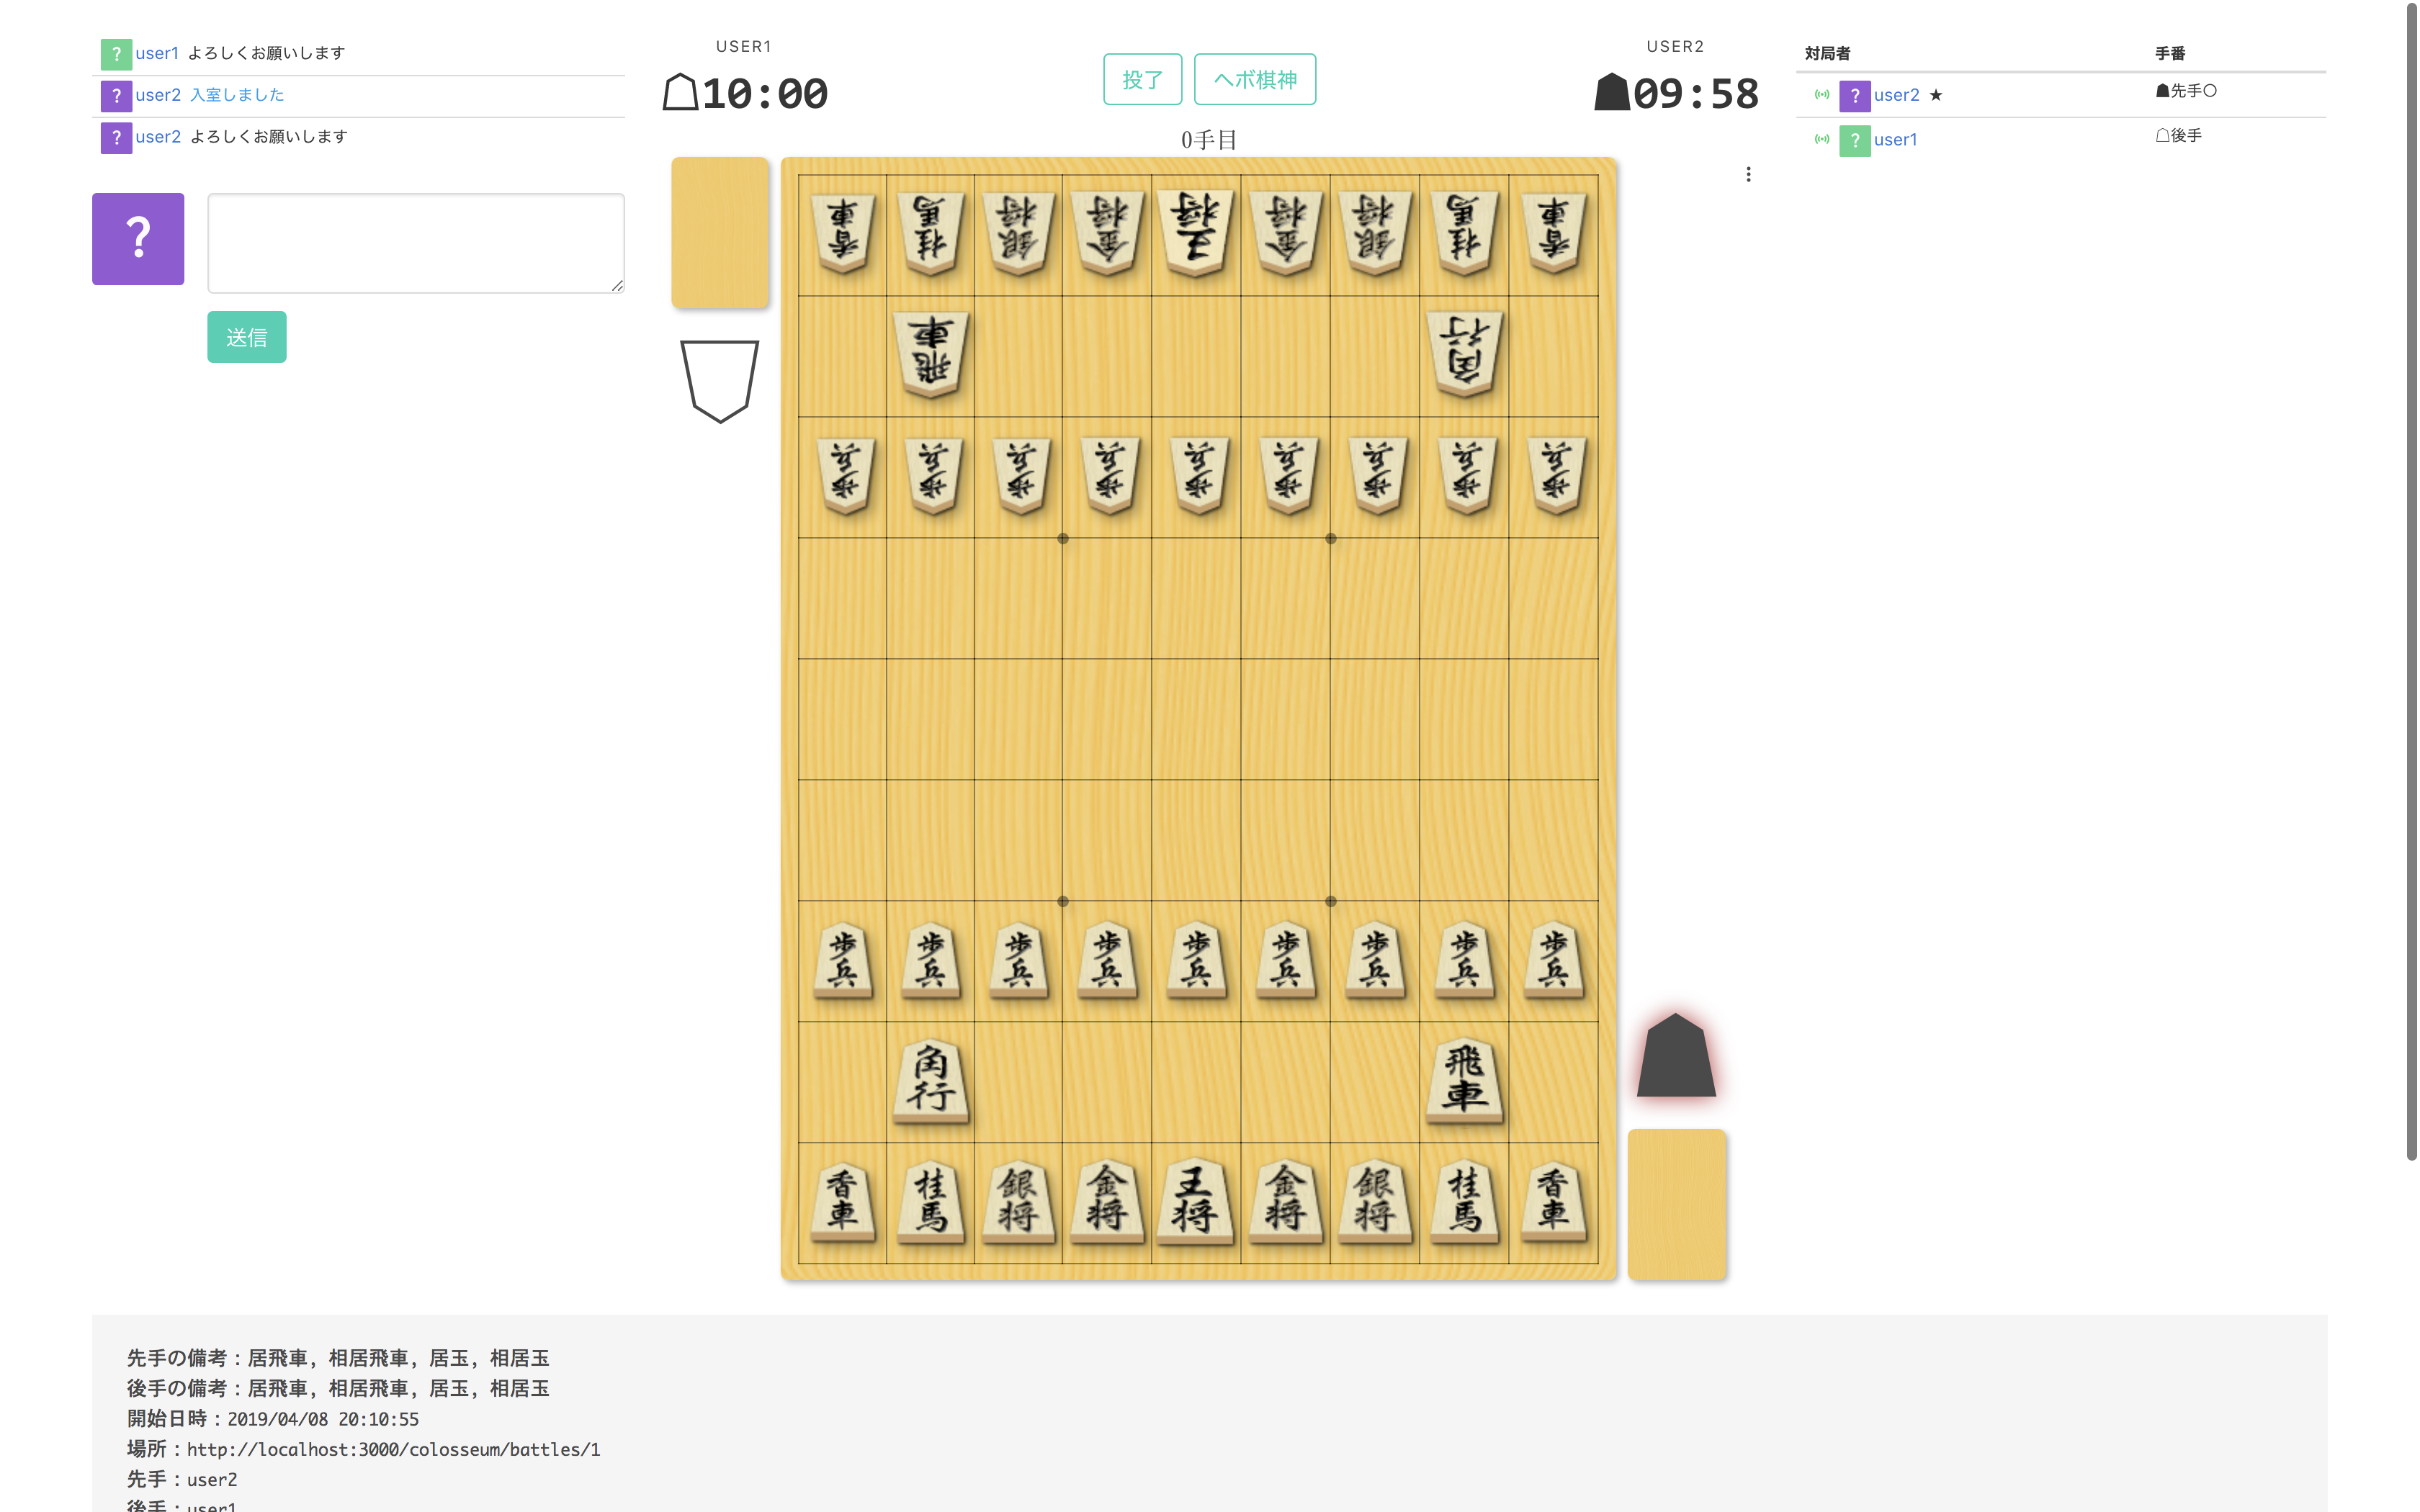 ? user1 よろしくお願いします
? user2 入室しました
? user2 よろしくお願いします
?
送信
USER1
10:00
投了 ヘボ棋神
USER2
09:58
0手目
対局者 手番
? user2 ★ ☗先手○
? user1 ☖後手
香車 桂馬 銀将 金将 王将 金将 銀将 桂馬 香車
飛車 角行
歩兵 歩兵 歩兵 歩兵 歩兵 歩兵 歩兵 歩兵 歩兵
歩兵 歩兵 歩兵 歩兵 歩兵 歩兵 歩兵 歩兵 歩兵
角行 飛車
香車 桂馬 銀将 金将 王将 金将 銀将 桂馬 香車
先手の備考：居飛車, 相居飛車, 居玉, 相居玉
後手の備考：居飛車, 相居飛車, 居玉, 相居玉
開始日時：2019/04/08 20:10:55
場所：http://localhost:3000/colosseum/battles/1
先手：user2
後手：user1